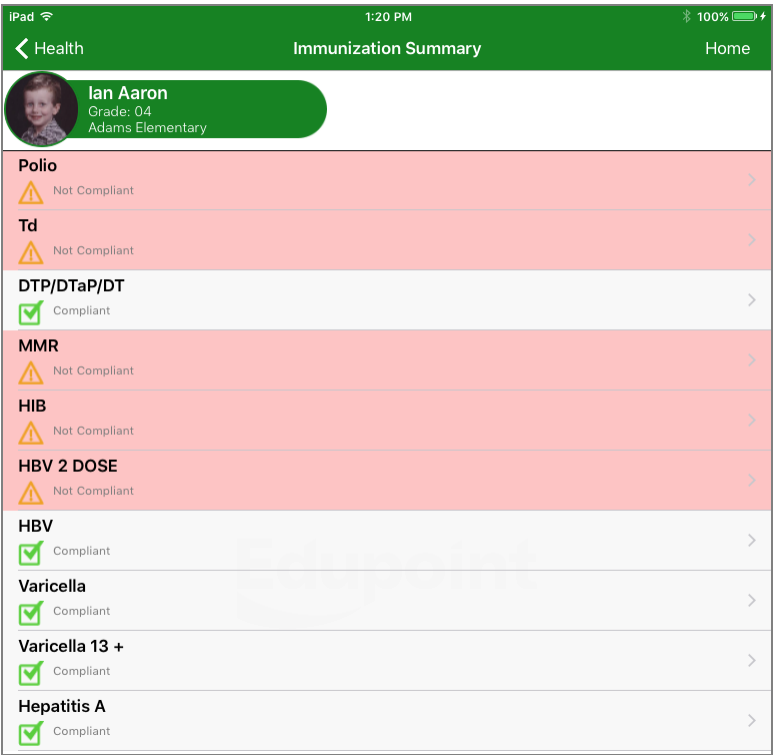 iPad 1:20 PM 100%
Health Immunization Summary Home
Ian Aaron
Grade: 04
Adams Elementary
Polio
Not Compliant
Td
Not Compliant
DTP/DTaP/DT
Compliant
MMR
Not Compliant
HIB
Not Compliant
HBV 2 DOSE
Not Compliant
HBV
Compliant
Edupoint
Varicella
Compliant
Varicella 13 +
Compliant
Hepatitis A
Compliant